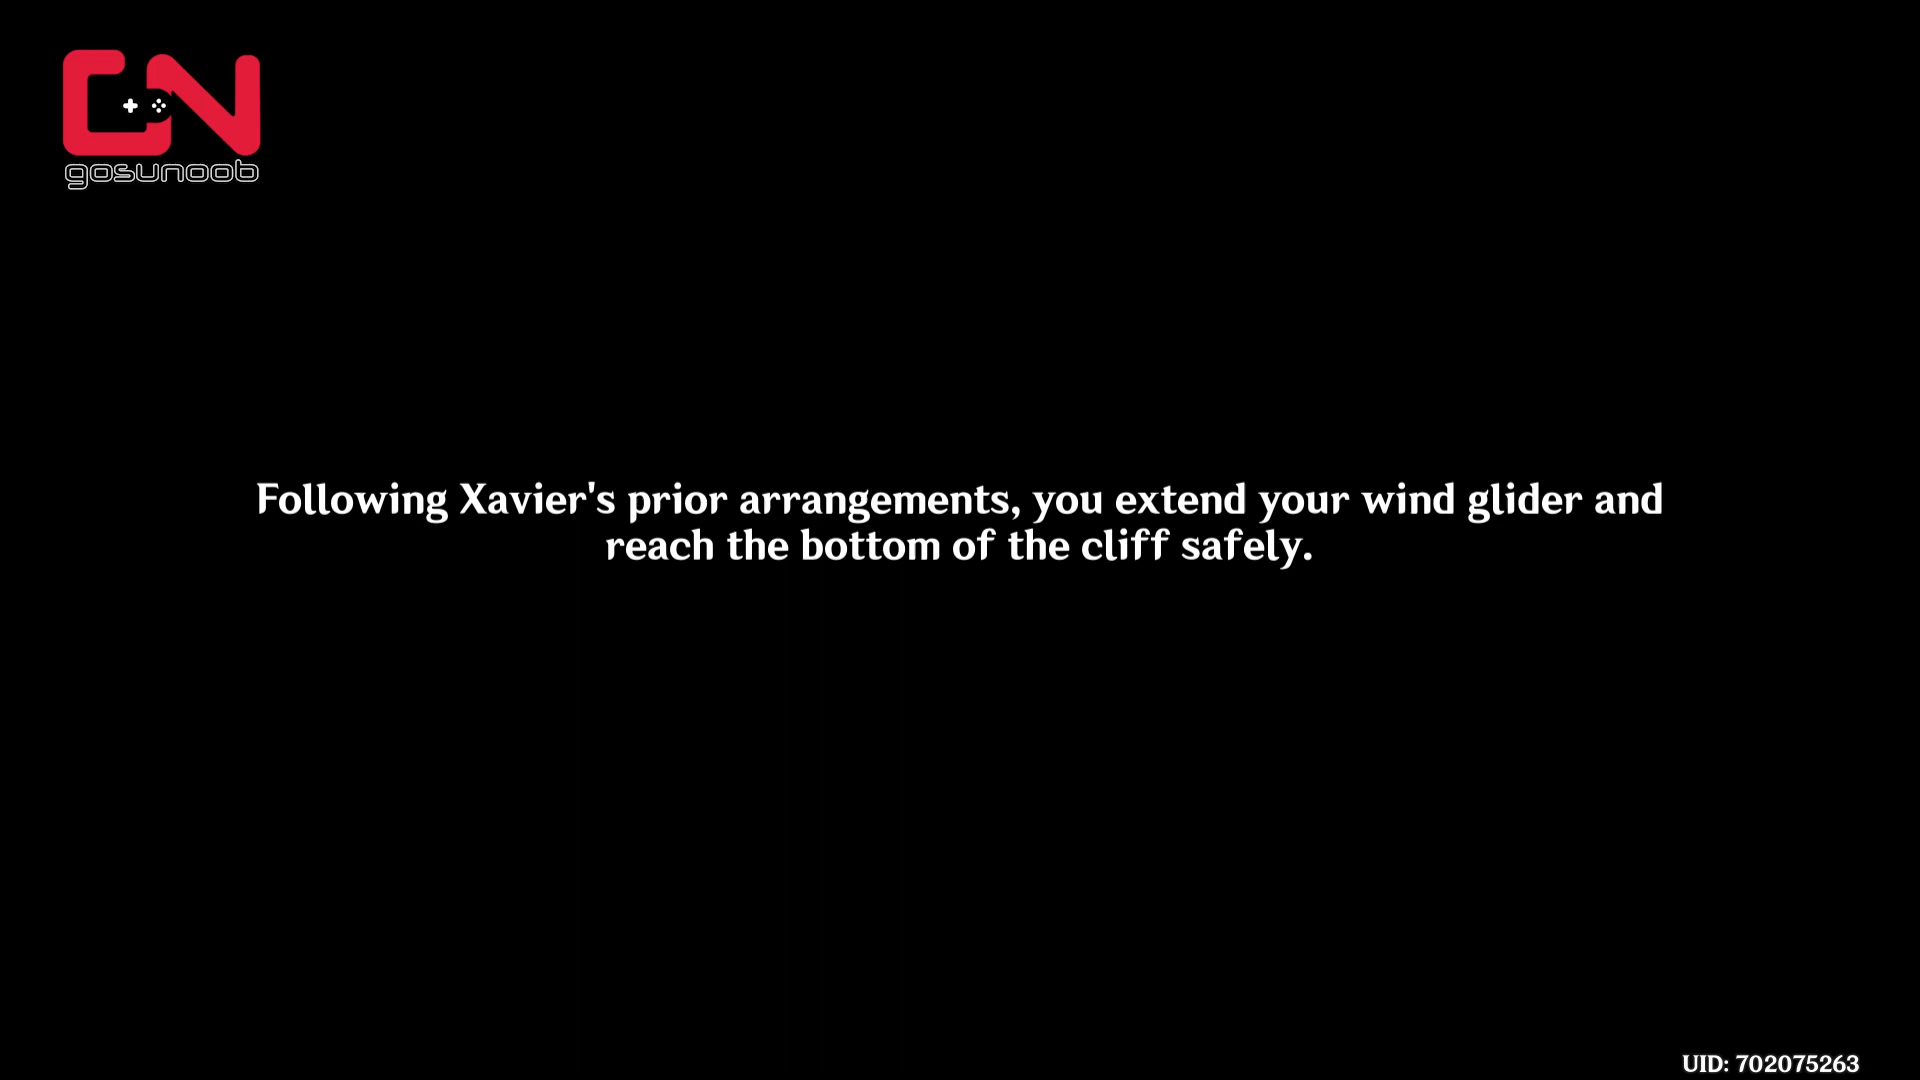 GN
gosunoob
Following Xavier's prior arrangements, you extend your wind glider and
reach the bottom of the cliff safely.
UID: 702075263